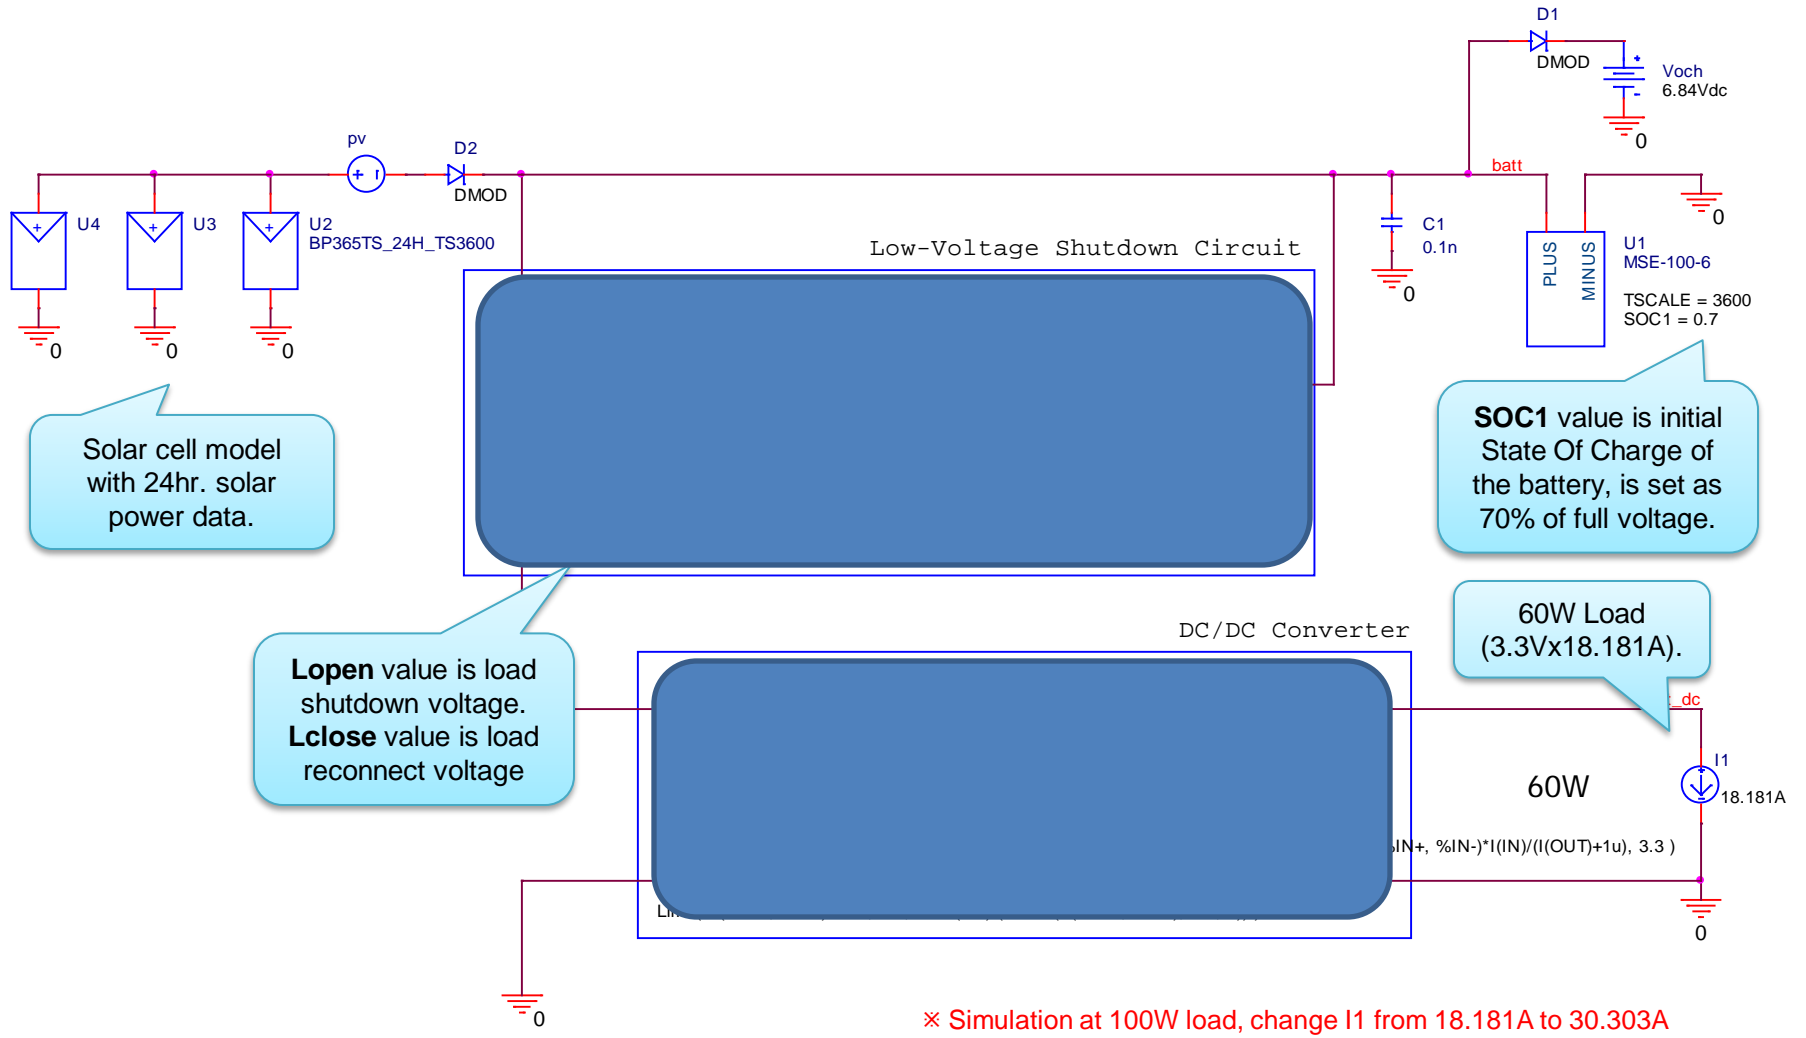 D1
DMOD
Voch
6.84Vdc
0
pv
D2
DMOD
batt
U4
U3
U2
BP365TS_24H_TS3600
C1
0.1n
0
0
PLUS
MINUS
U1
MSE-100-6
TSCALE = 3600
SOC1 = 0.7
Low-Voltage Shutdown Circuit
0
0
0
Solar cell model
with 24hr. solar
power data.
SOC1 value is initial
State Of Charge of
the battery, is set as
70% of full voltage.
60W Load
(3.3Vx18.181A).
DC/DC Converter
Lopen value is load
shutdown voltage.
Lclose value is load
reconnect voltage
_dc
I1
18.181A
60W
IN+, %IN-)*I(IN)/(I(OUT)+1u), 3.3 )
0
0
※ Simulation at 100W load, change I1 from 18.181A to 30.303A